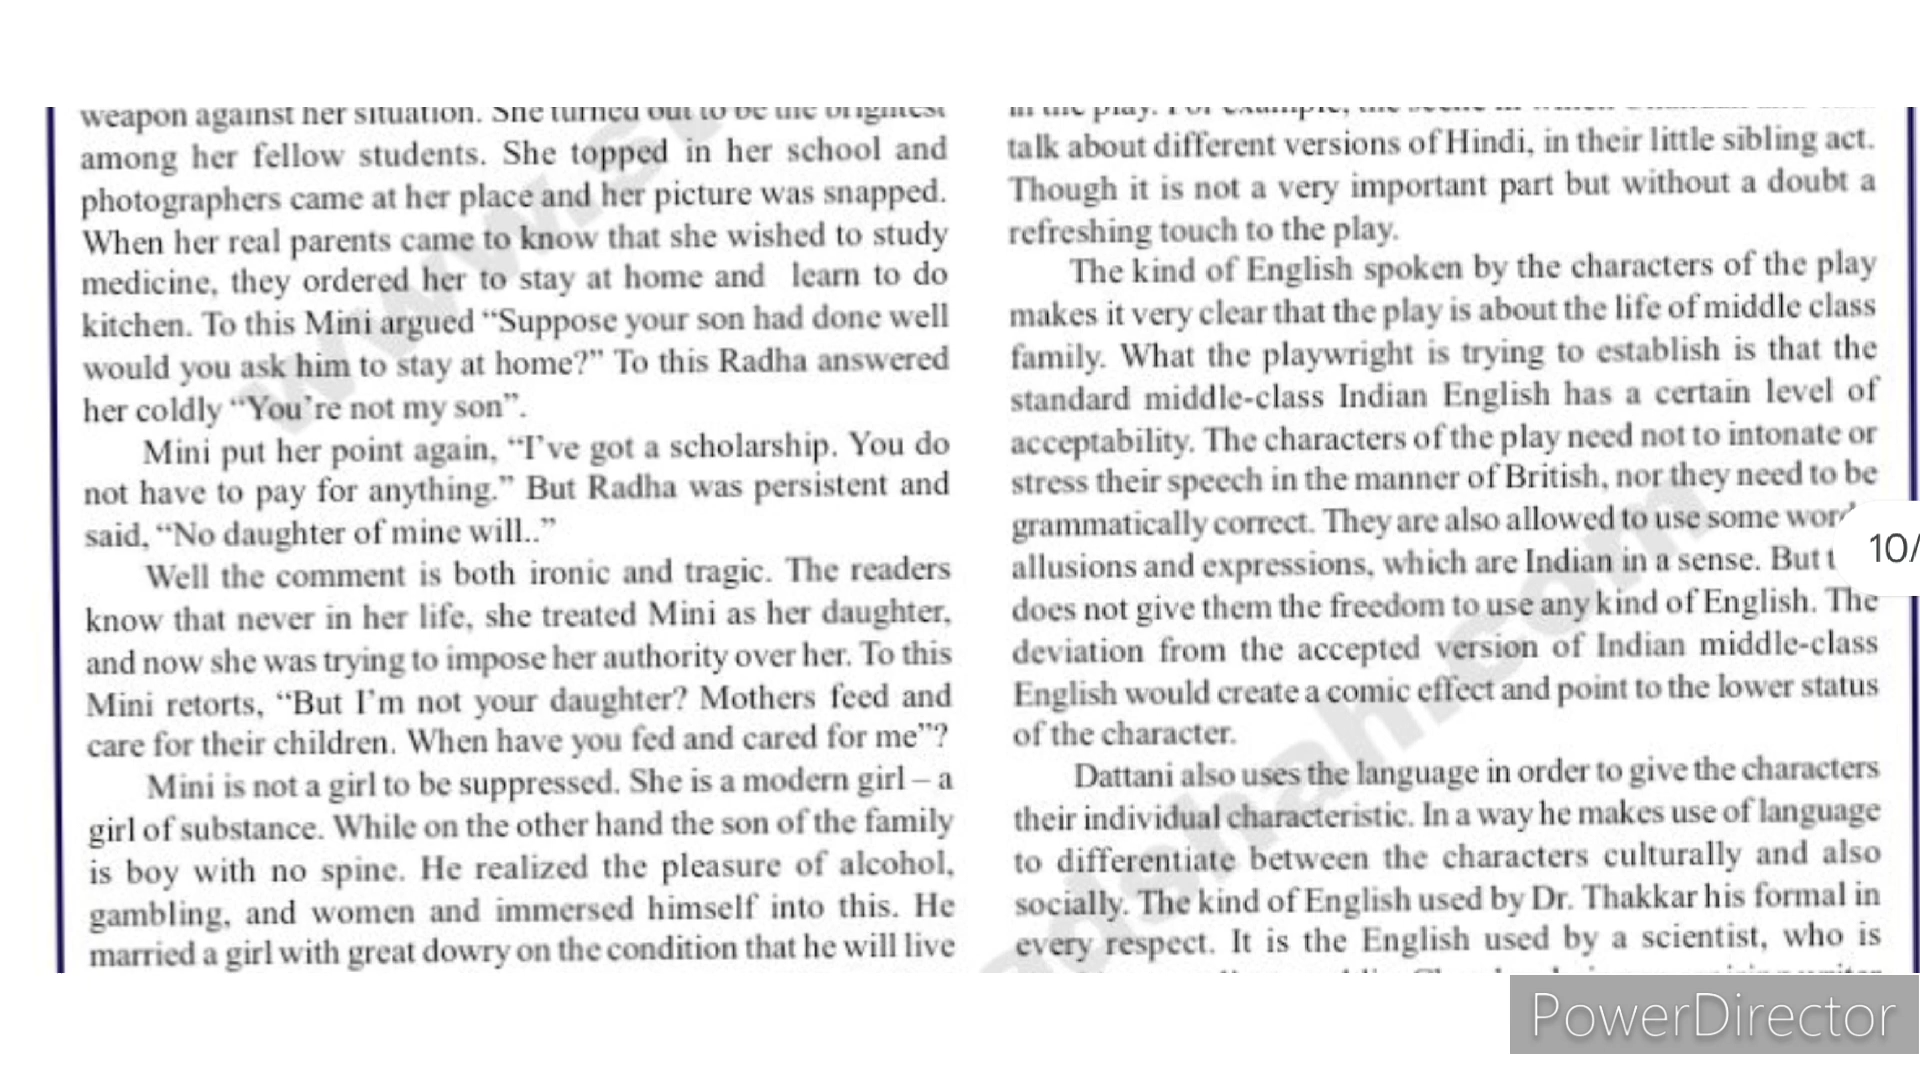 weapon against her situation. She turned out to be the brightest
among her fellow students. She topped in her school and
photographers came at her place and her picture was snapped.
When her real parents came to know that she wished to study
medicine, they ordered her to stay at home and learn to do
kitchen. To this Mini argued “Suppose your son had done well
would you ask him to stay at home?” To this Radha answered
her coldly “You’re not my son”.
Mini put her point again, “I’ve got a scholarship. You do
not have to pay for anything.” But Radha was persistent and
said, “No daughter of mine will..”
Well the comment is both ironic and tragic. The readers
know that never in her life, she treated Mini as her daughter,
and now she was trying to impose her authority over her. To this
Mini retorts, “But I’m not your daughter? Mothers feed and
care for their children. When have you fed and cared for me”?
Mini is not a girl to be suppressed. She is a modern girl – a
girl of substance. While on the other hand the son of the family
is boy with no spine. He realized the pleasure of alcohol,
gambling, and women and immersed himself into this. He
married a girl with great dowry on the condition that he will live
in the play. For example, the scene in which
talk about different versions of Hindi, in their little sibling act.
Though it is not a very important part but without a doubt a
refreshing touch to the play.
The kind of English spoken by the characters of the play
makes it very clear that the play is about the life of middle class
family. What the playwright is trying to establish is that the
standard middle-class Indian English has a certain level of
acceptability. The characters of the play need not to intonate or
stress their speech in the manner of British, nor they need to be
grammatically correct. They are also allowed to use some
allusions and expressions, which are Indian in a sense. But
does not give them the freedom to use any kind of English. The
deviation from the accepted version of Indian middle-class
English would create a comic effect and point to the lower status
of the character.
Dattani also uses the language in order to give the characters
their individual characteristic. In a way he makes use of language
to differentiate between the characters culturally and also
socially. The kind of English used by Dr. Thakkar his formal in
every respect. It is the English used by a scientist, who is
10/
PowerDirector